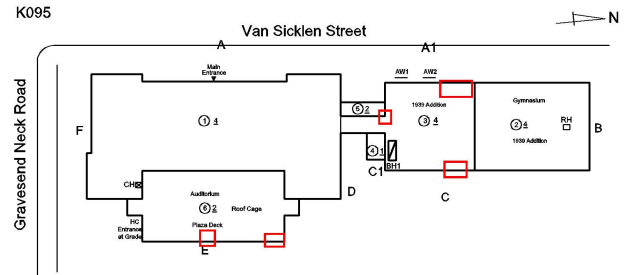 K095
N
Van Sicklen Street
A
A1
Main
Entrance
AW1 AW2
⑤ 2
1939 Addition
Gymnasium
① 4
③ 4
② 4
RH
F
B
1939 Addition
④ 1
BH1
C1
CH
Auditorium
D
C
⑥ 2
Roof Cage
HC
Entrance
at Grade
Plaza Deck
E
Gravesend Neck Road